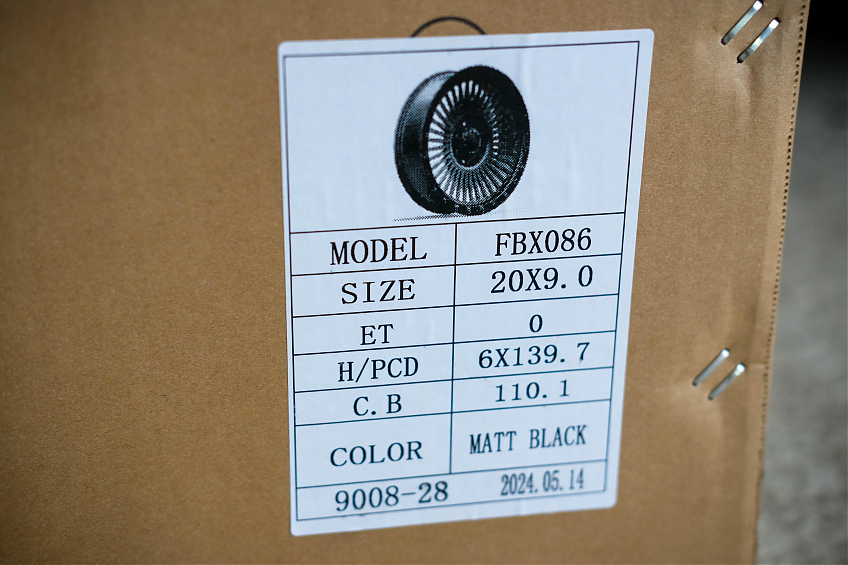 MODEL FBX086
SIZE 20X9.0
ET 0
H/PCD 6X139.7
C.B 110.1
COLOR MATT BLACK
9008-28 2024.05.14